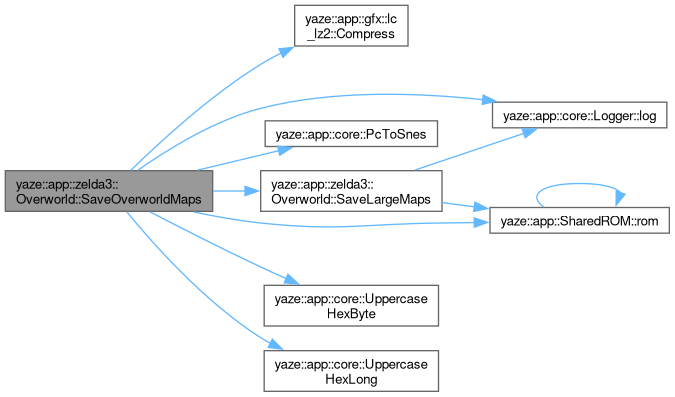 yaze::app::gfx::lc
_lz2::Compress
yaze::app::core::Logger::log
yaze::app::core::PcToSnes
yaze::app::zelda3::
Overworld::SaveOverworldMaps
yaze::app::zelda3::
Overworld::SaveLargeMaps
yaze::app::SharedROM::rom
yaze::app::core::Uppercase
HexByte
yaze::app::core::Uppercase
HexLong